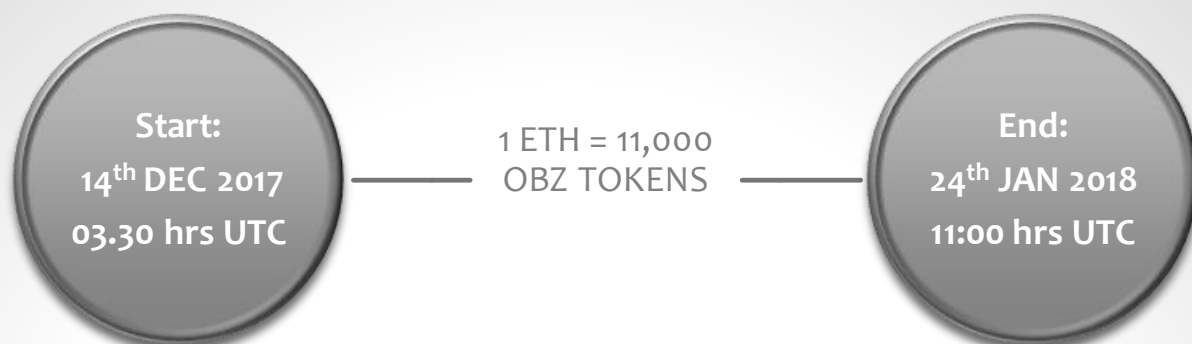 Start:
14th DEC 2017
03.30 hrs UTC
1 ETH = 11,000
OBZ TOKENS
End:
24th JAN 2018
11:00 hrs UTC